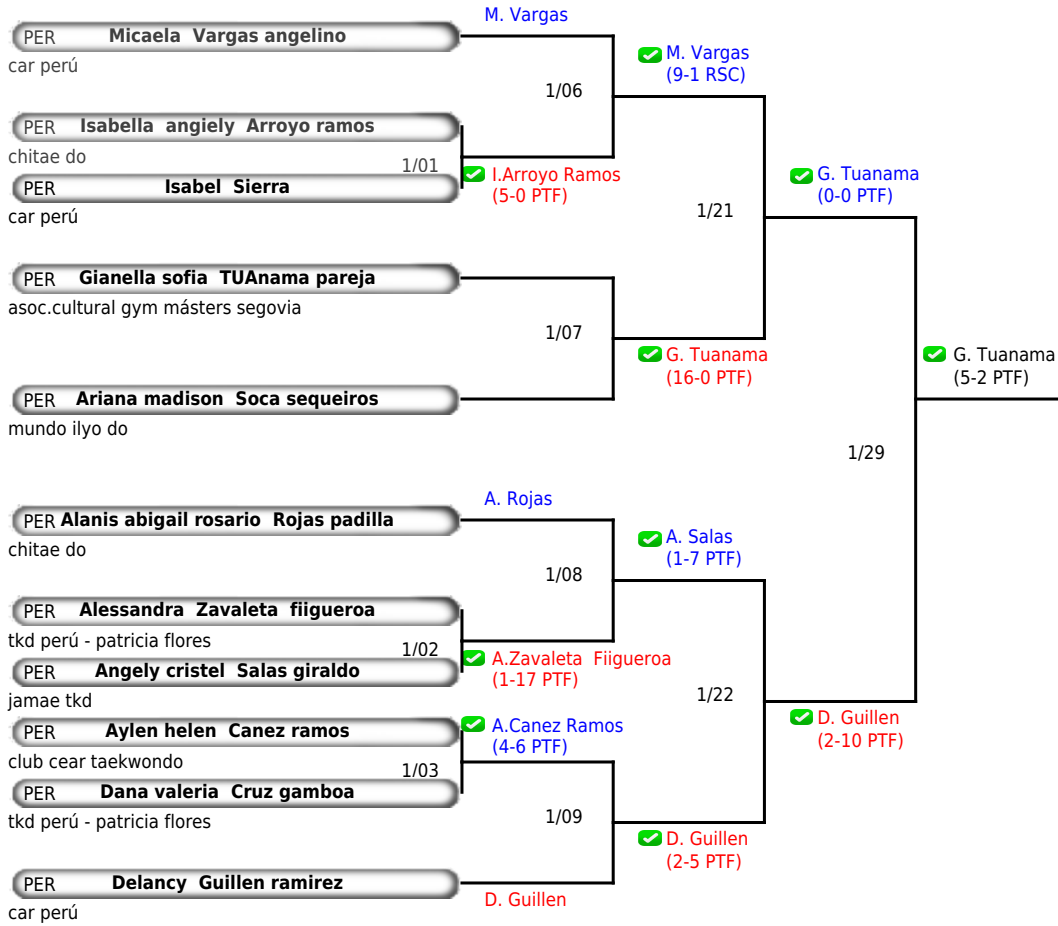 M. Vargas
PER Micaela Vargas angelino
car perú
M. Vargas
(9-1 RSC)
1/06
PER Isabella angiely Arroyo ramos
chitae do
1/01
I.Arroyo Ramos
(5-0 PTF)
PER Isabel Sierra
car perú
G. Tuanama
(0-0 PTF)
1/21
PER Gianella sofia TUAnama pareja
asoc.cultural gym másters segovia
1/07
G. Tuanama
(16-0 PTF)
G. Tuanama
(5-2 PTF)
PER Ariana madison Soca sequeiros
mundo ilyo do
1/29
A. Rojas
PER Alanis abigail rosario Rojas padilla
chitae do
A. Salas
(1-7 PTF)
1/08
PER Alessandra Zavaleta fiigueroa
tkd perú - patricia flores
1/02
A.Zavaleta Fiigueroa
(1-17 PTF)
PER Angely cristel Salas giraldo
jamae tkd
1/22
D. Guillen
(2-10 PTF)
PER Aylen helen Canez ramos
club cear taekwondo
A.Canez Ramos
(4-6 PTF)
1/03
PER Dana valeria Cruz gamboa
tkd perú - patricia flores
1/09
D. Guillen
(2-5 PTF)
PER Delancy Guillen ramirez
car perú
D. Guillen